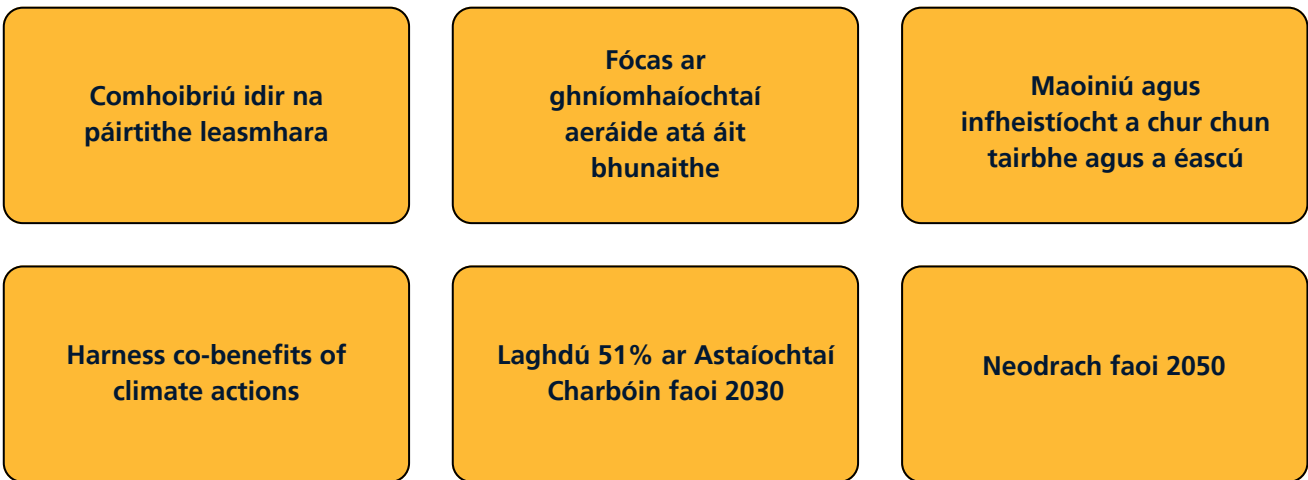 Comhoibriú idir na
páirtithe leasmhara
Fócas ar
ghníomhaíochtaí
aeráide atá áit
bhunaithe
Maoiniú agus
infheistíocht a chur chun
tairbhe agus a éascú
Harness co-benefits of
climate actions
Laghdú 51% ar Astaíochtaí
Charbóin faoi 2030
Neodrach faoi 2050